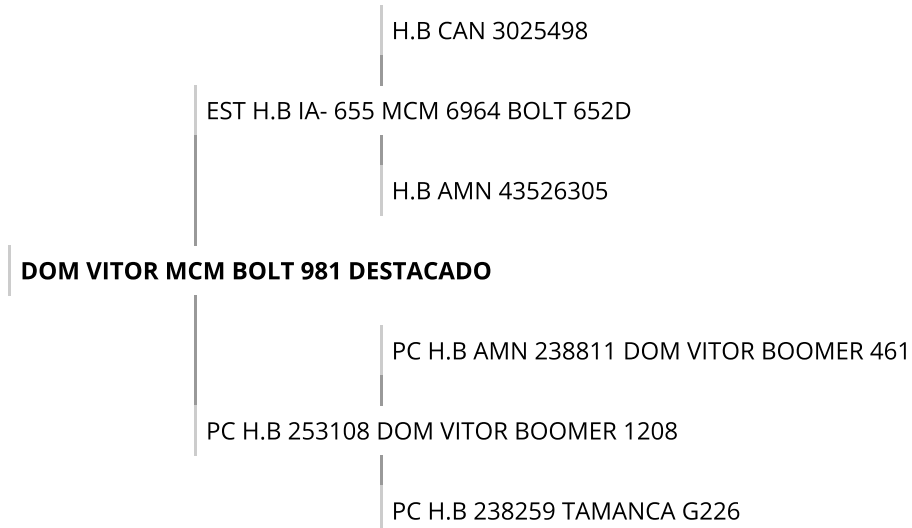 H.B CAN 3025498
EST H.B IA- 655 MCM 6964 BOLT 652D
H.B AMN 43526305
DOM VITOR MCM BOLT 981 DESTACADO
PC H.B AMN 238811 DOM VITOR BOOMER 461
PC H.B 253108 DOM VITOR BOOMER 1208
PC H.B 238259 TAMANCA G226